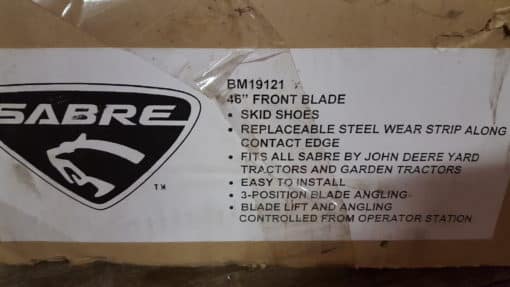 SABRE
TM
BM19121
46" FRONT BLADE
• SKID SHOES
• REPLACEABLE STEEL WEAR STRIP ALONG
CONTACT EDGE
• FITS ALL SABRE BY JOHN DEERE YARD
TRACTORS AND GARDEN TRACTORS
• EASY TO INSTALL
• 3-POSITION BLADE ANGLING
• BLADE LIFT AND ANGLING
CONTROLLED FROM OPERATOR STATION